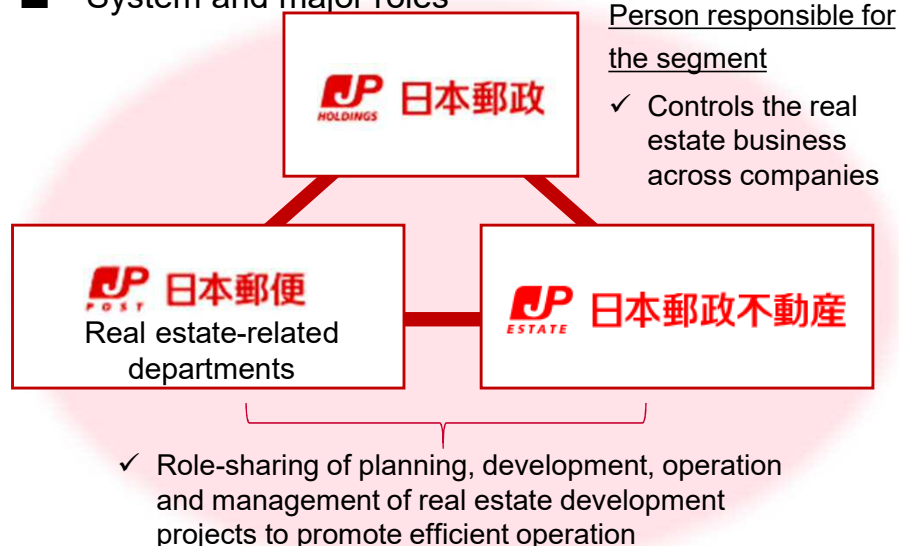 ■ System and major roles
Person responsible for
the segment
✓ Controls the real
estate business
across companies
JP
HOLDINGS
日本郵政
JP
POST
日本郵便
Real estate-related
departments
JP
ESTATE
日本郵政不動産
✓ Role-sharing of planning, development, operation
and management of real estate development
projects to promote efficient operation